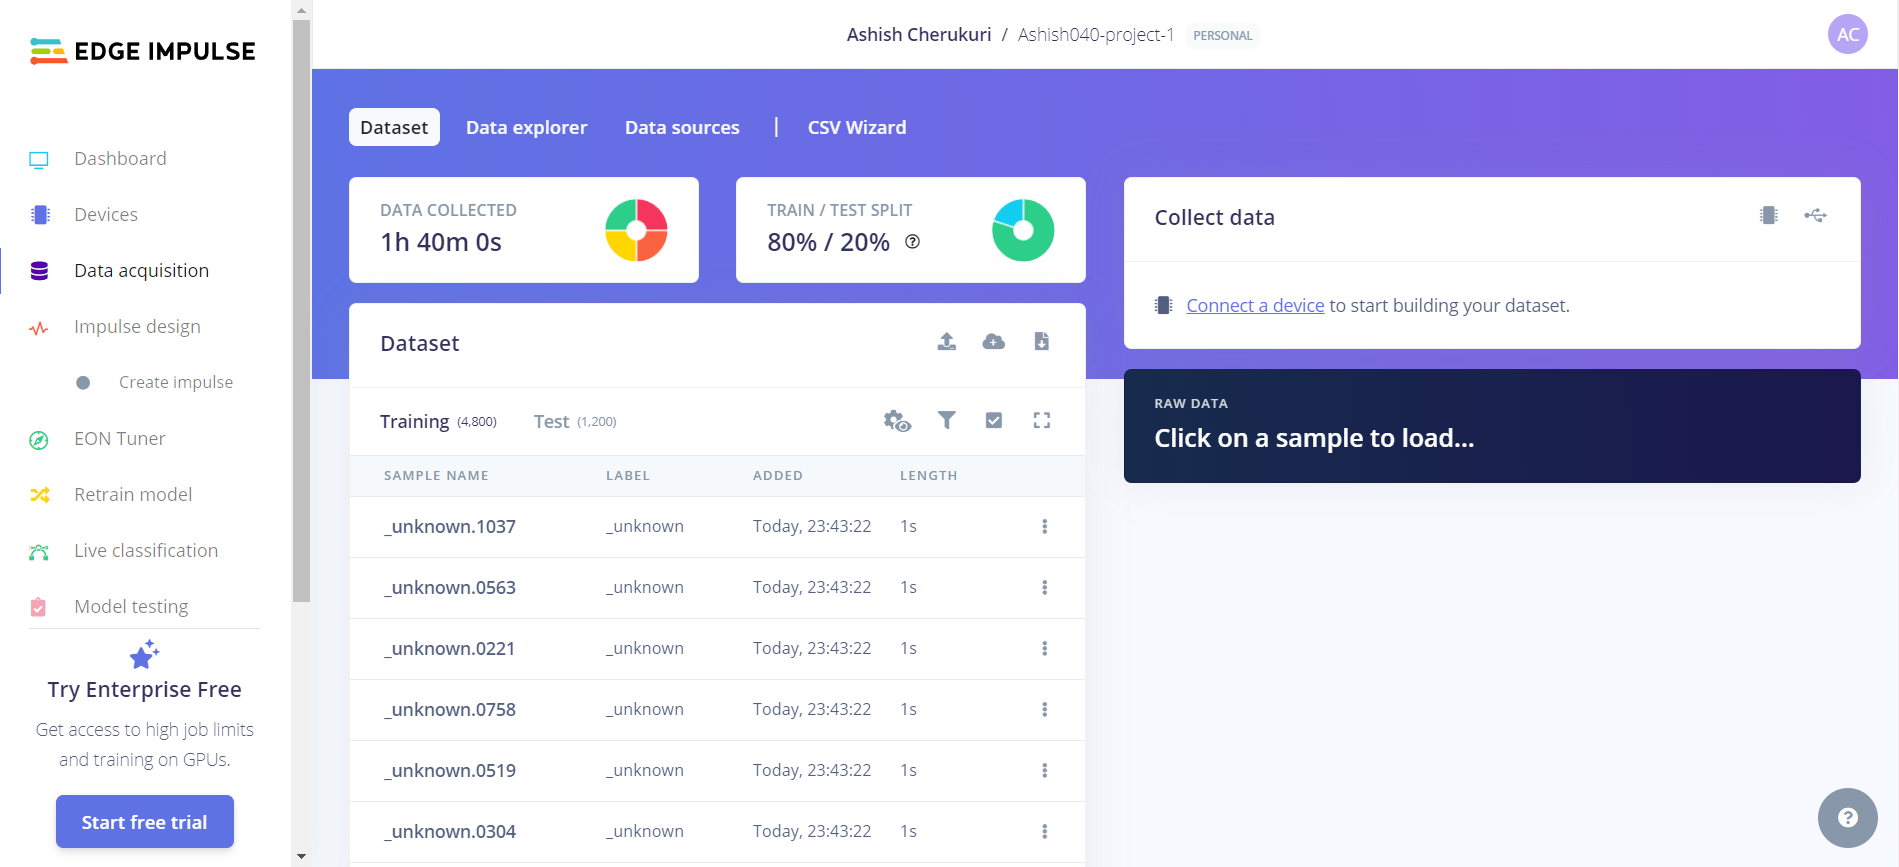 EDGE IMPULSE
Dashboard
Devices
Data acquisition
Impulse design
Create impulse
EON Tuner
Retrain model
Live classification
Model testing
Try Enterprise Free
Get access to high job limits
and training on GPUs.
Start free trial
Ashish Cherukuri / Ashish040-project-1 PERSONAL
AC
Dataset Data explorer Data sources | CSV Wizard
DATA COLLECTED
1h 40m 0s
TRAIN / TEST SPLIT
80% / 20% ?
Dataset
Training (4,800) Test (1,200)
SAMPLE NAME LABEL ADDED LENGTH
_unknown.1037 _unknown Today, 23:43:22 1s
_unknown.0563 _unknown Today, 23:43:22 1s
_unknown.0221 _unknown Today, 23:43:22 1s
_unknown.0758 _unknown Today, 23:43:22 1s
_unknown.0519 _unknown Today, 23:43:22 1s
_unknown.0304 _unknown Today, 23:43:22 1s
Collect data
Connect a device to start building your dataset.
RAW DATA
Click on a sample to load...
?